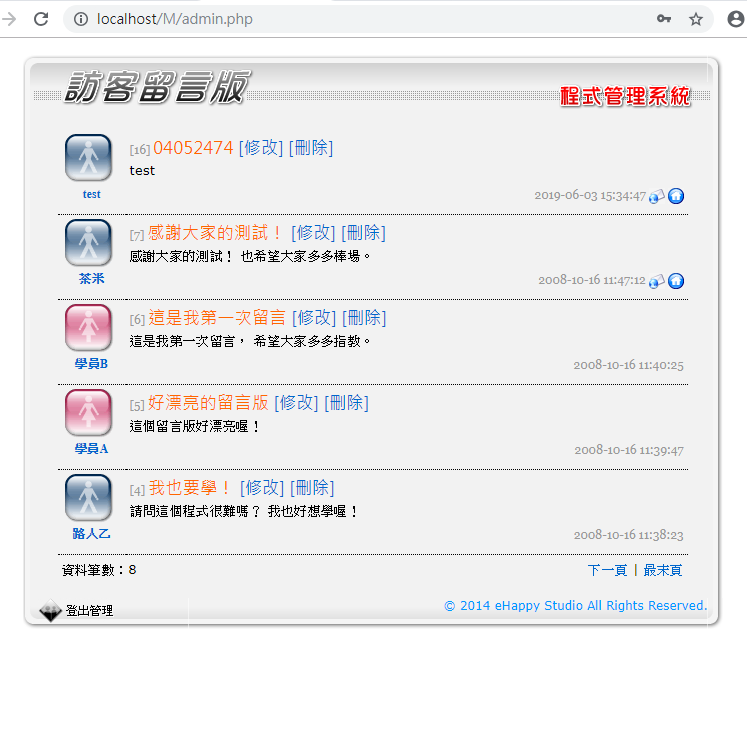 localhost/M/admin.php
訪客留言版
程式管理系統
[16] 04052474 [修改] [刪除]
test
test
2019-06-03 15:34:47
[7] 感謝大家的測試！ [修改] [刪除]
感謝大家的測試！ 也希望大家多多棒場。
茶米
2008-10-16 11:47:12
[6] 這是我第一次留言 [修改] [刪除]
這是我第一次留言， 希望大家多多指教。
學員B
2008-10-16 11:40:25
[5] 好漂亮的留言版 [修改] [刪除]
這個留言版好漂亮喔！
學員A
2008-10-16 11:39:47
[4] 我也要學！ [修改] [刪除]
請問這個程式很難嗎？ 我也好想學喔！
路人乙
2008-10-16 11:38:23
資料筆數：8
下一頁 | 最末頁
登出管理
© 2014 eHappy Studio All Rights Reserved.